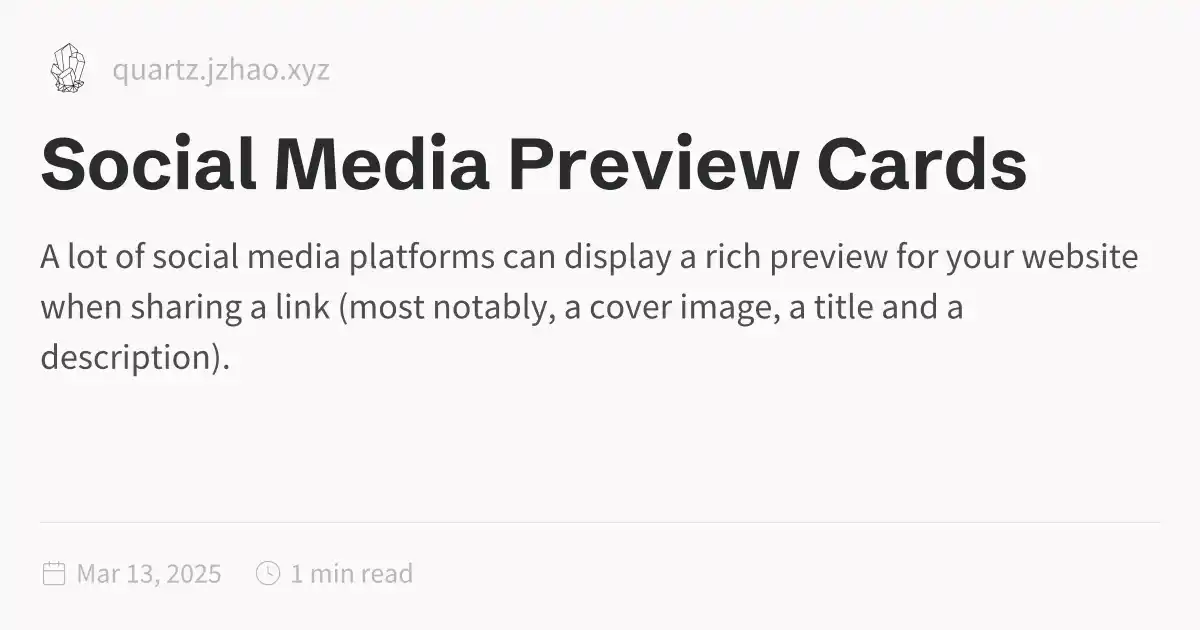 quartz.jzhao.xyz
Social Media Preview Cards
A lot of social media platforms can display a rich preview for your website
when sharing a link (most notably, a cover image, a title and a
description).
Mar 13, 2025 1 min read